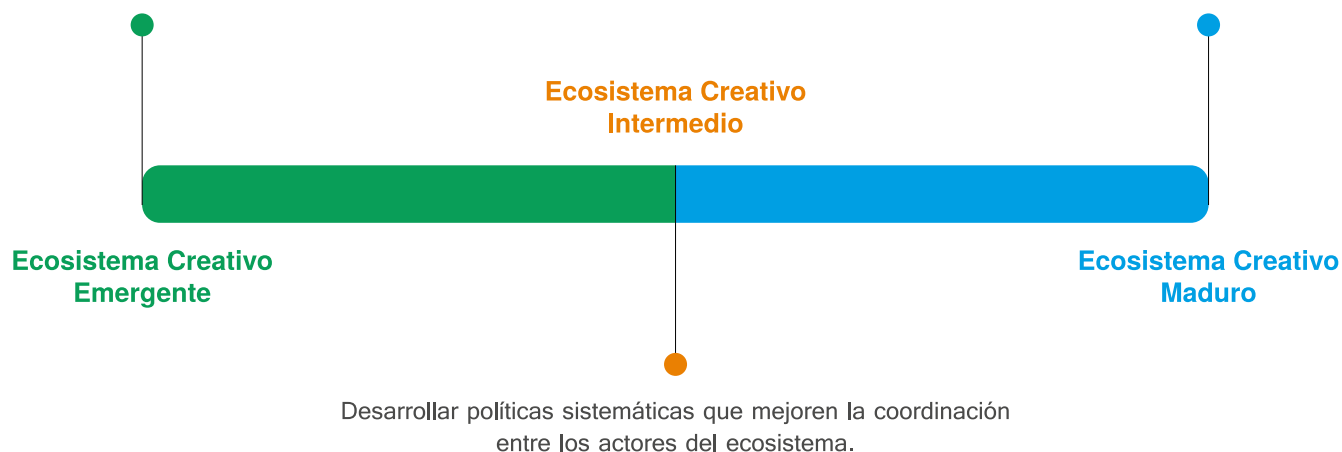 Ecosistema Creativo
Intermedio
Ecosistema Creativo
Emergente
Ecosistema Creativo
Maduro
Desarrollar políticas sistemáticas que mejoren la coordinación
entre los actores del ecosistema.